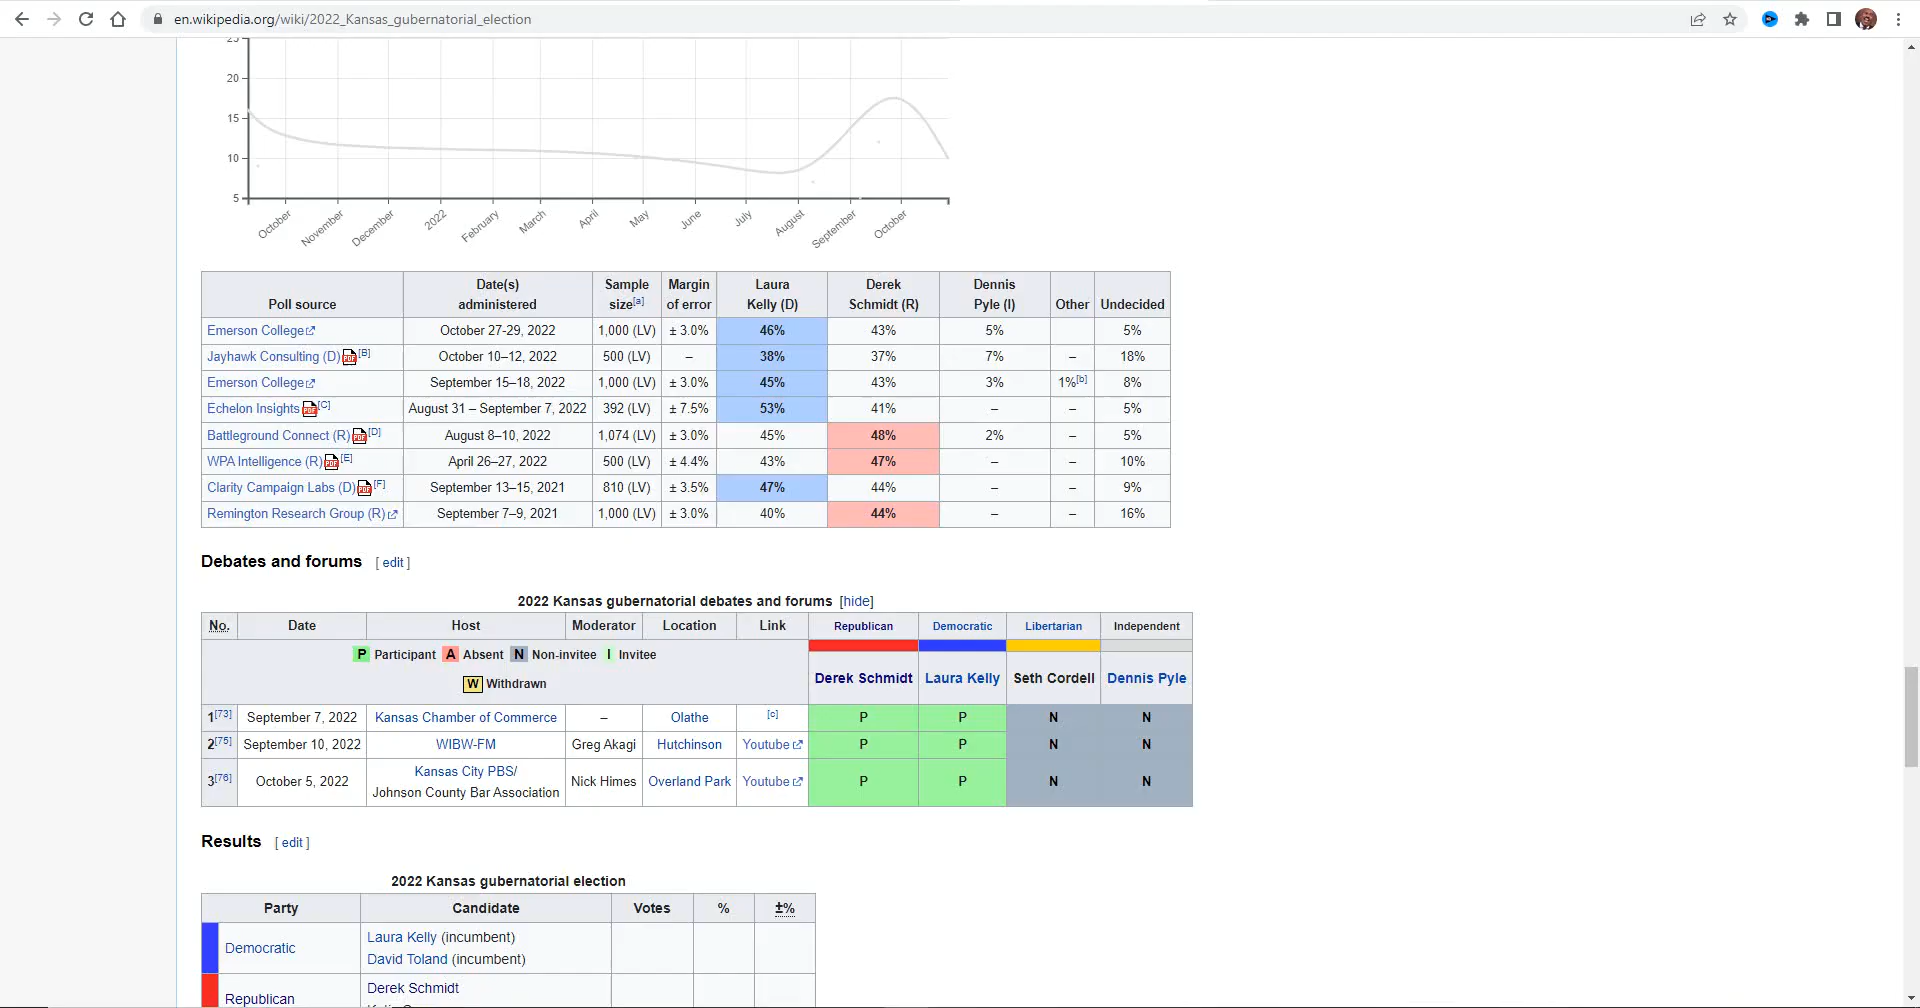 en.wikipedia.org/wiki/2022_Kansas_gubernatorial_election
25
20
15
10
5
October November December 2022 February March April May June July August September October
Poll source Date(s) administered Sample size[a] Margin of error Laura Kelly (D) Derek Schmidt (R) Dennis Pyle (I) Other Undecided
Emerson College October 27-29, 2022 1,000 (LV) ± 3.0% 46% 43% 5% 5%
Jayhawk Consulting (D) [B] October 10–12, 2022 500 (LV) – 38% 37% 7% – 18%
Emerson College September 15–18, 2022 1,000 (LV) ± 3.0% 45% 43% 3% 1%[b] 8%
Echelon Insights [C] August 31 – September 7, 2022 392 (LV) ± 7.5% 53% 41% – – 5%
Battleground Connect (R) [D] August 8–10, 2022 1,074 (LV) ± 3.0% 45% 48% 2% – 5%
WPA Intelligence (R) [E] April 26–27, 2022 500 (LV) ± 4.4% 43% 47% – – 10%
Clarity Campaign Labs (D) [F] September 13–15, 2021 810 (LV) ± 3.5% 47% 44% – – 9%
Remington Research Group (R) September 7–9, 2021 1,000 (LV) ± 3.0% 40% 44% – – 16%
Debates and forums [ edit ]
2022 Kansas gubernatorial debates and forums [hide]
No. Date Host Moderator Location Link Republican Democratic Libertarian Independent
P Participant A Absent N Non-invitee I Invitee
W Withdrawn
Derek Schmidt Laura Kelly Seth Cordell Dennis Pyle
1[73] September 7, 2022 Kansas Chamber of Commerce – Olathe [c] P P N N
2[75] September 10, 2022 WIBW-FM Greg Akagi Hutchinson Youtube P P N N
3[76] October 5, 2022 Kansas City PBS/ Johnson County Bar Association Nick Himes Overland Park Youtube P P N N
Results [ edit ]
2022 Kansas gubernatorial election
Party Candidate Votes % ±%
Democratic Laura Kelly (incumbent)
David Toland (incumbent)
Republican Derek Schmidt